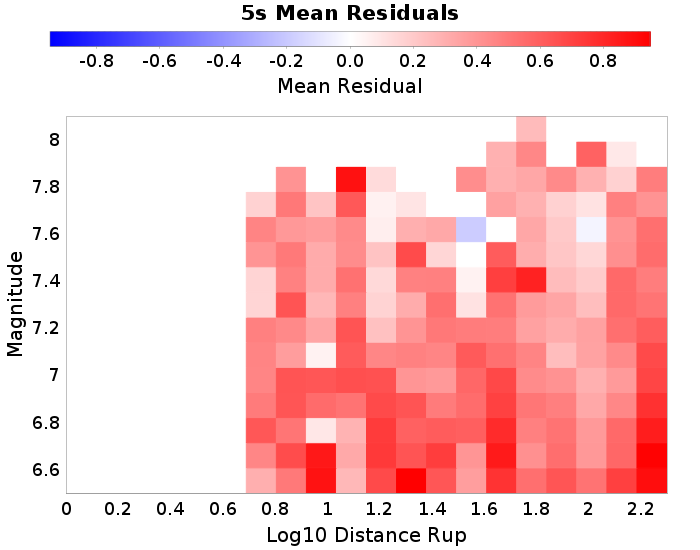 5s Mean Residuals
-0.8 -0.6 -0.4 -0.2 0.0 0.2 0.4 0.6 0.8
Mean Residual
8
7.8
7.6
7.4
7.2
7
6.8
6.6
Magnitude
0 0.2 0.4 0.6 0.8 1 1.2 1.4 1.6 1.8 2 2.2
Log10 Distance Rup